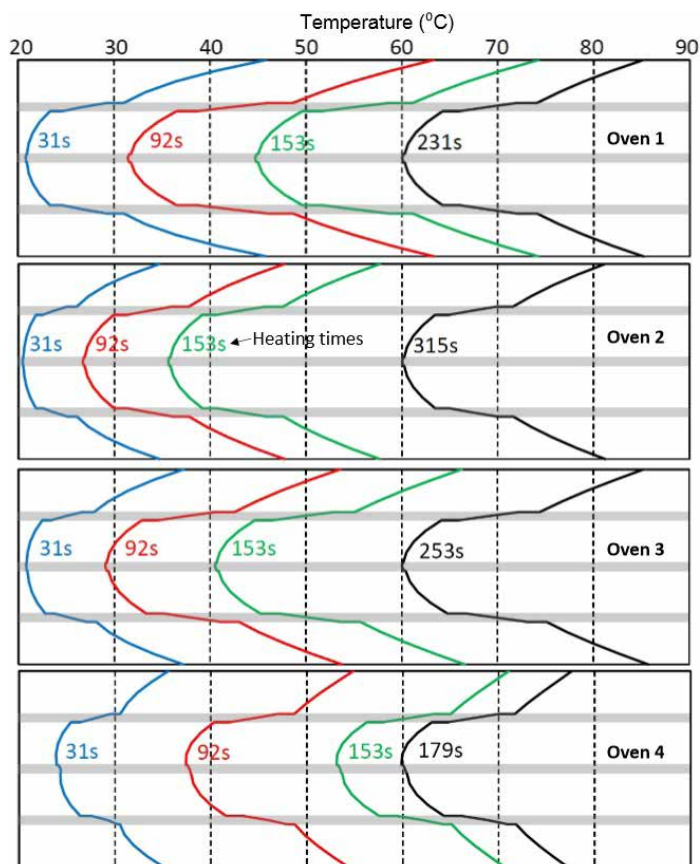 Temperature (⁰C)
20 30 40 50 60 70 80 90
31s 92s 153s 231s Oven 1
31s 92s 153s Heating times 315s Oven 2
31s 92s 153s 253s Oven 3
31s 92s 153s 179s Oven 4